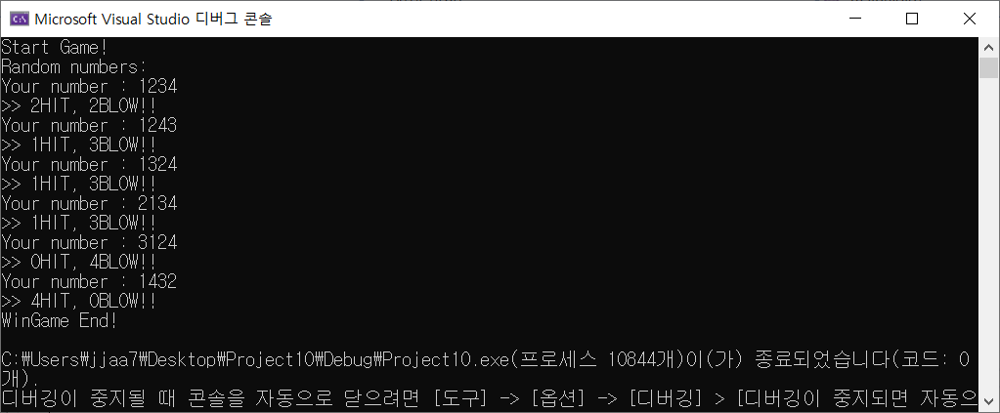 Microsoft Visual Studio 디버그 콘솔
Start Game!
Random numbers:
Your number : 1234
>> 2HIT, 2BLOW!!
Your number : 1243
>> 1HIT, 3BLOW!!
Your number : 1324
>> 1HIT, 3BLOW!!
Your number : 2134
>> 1HIT, 3BLOW!!
Your number : 3124
>> 0HIT, 4BLOW!!
Your number : 1432
>> 4HIT, 0BLOW!!
WinGame End!
C:₩Users₩jjaa7₩Desktop₩Project10₩Debug₩Project10.exe(프로세스 10844개)이(가) 종료되었습니다(코드: 0
개).
디버깅이 중지될 때 콘솔을 자동으로 닫으려면 [도구] -> [옵션] -> [디버깅] > [디버깅이 중지되면 자동으